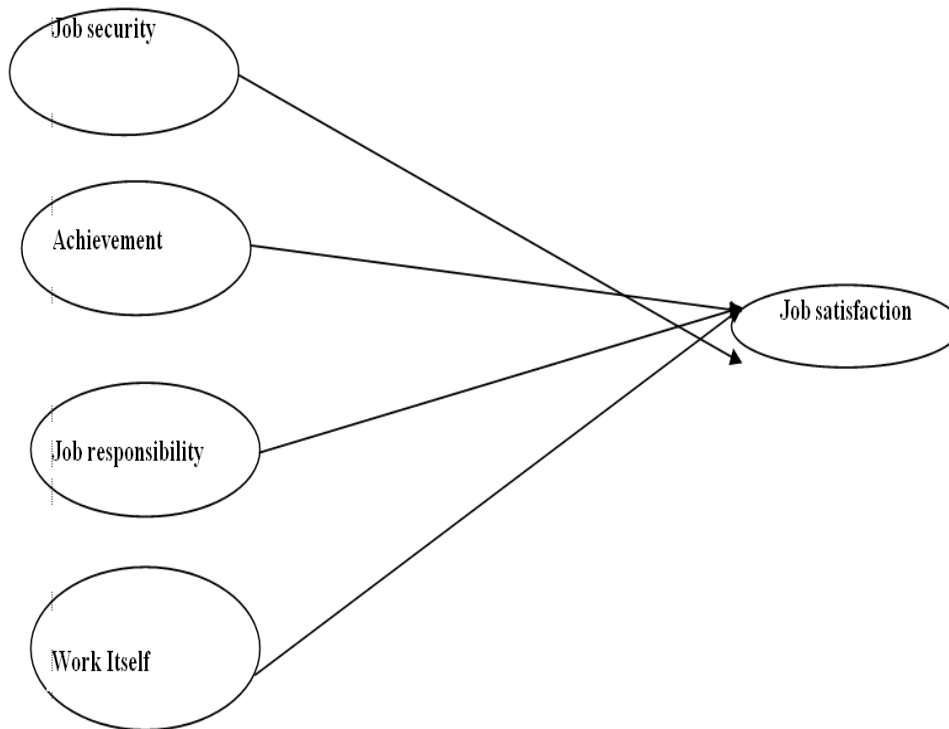 Job security
Achievement
Job satisfaction
Job responsibility
Work Itself